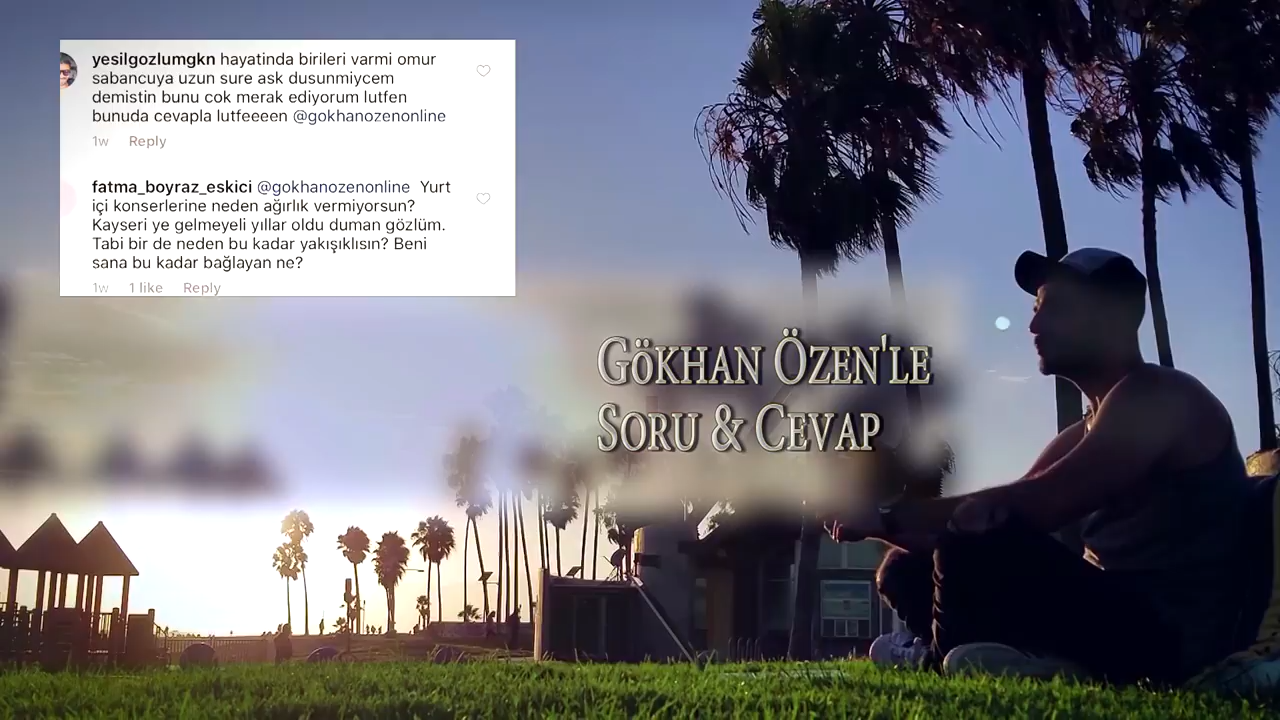 yesilgozlumgkn hayatinda birileri varmi omur
sabancuya uzun sure ask dusunmiycem
demistin bunu cok merak ediyorum lutfen
bunuda cevapla lutfeeeen @gokhanozenonline
1w Reply
fatma_boyraz_eskici @gokhanozenonline Yurt
içi konserlerine neden ağırlık vermiyorsun?
Kayseri ye gelmeyeli yıllar oldu duman gözlüm.
Tabi bir de neden bu kadar yakışıklısın? Beni
sana bu kadar bağlayan ne?
1w 1 like Reply
Gökhan Özen'le
Soru & Cevap